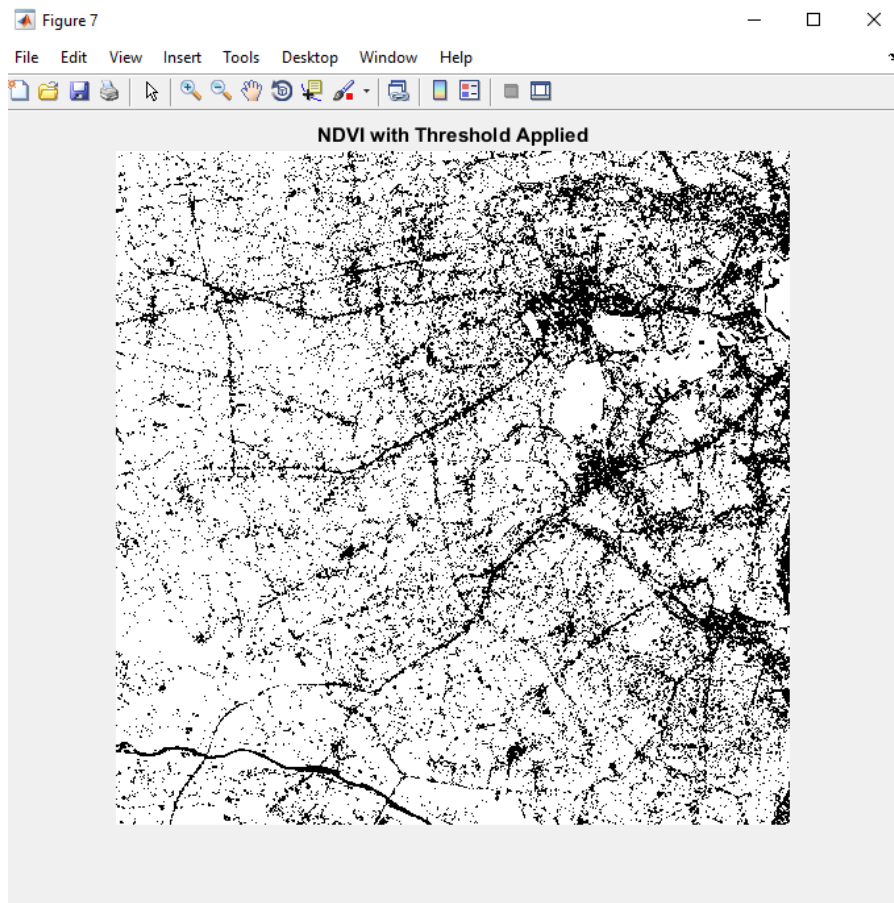 Figure 7
File Edit View Insert Tools Desktop Window Help
NDVI with Threshold Applied